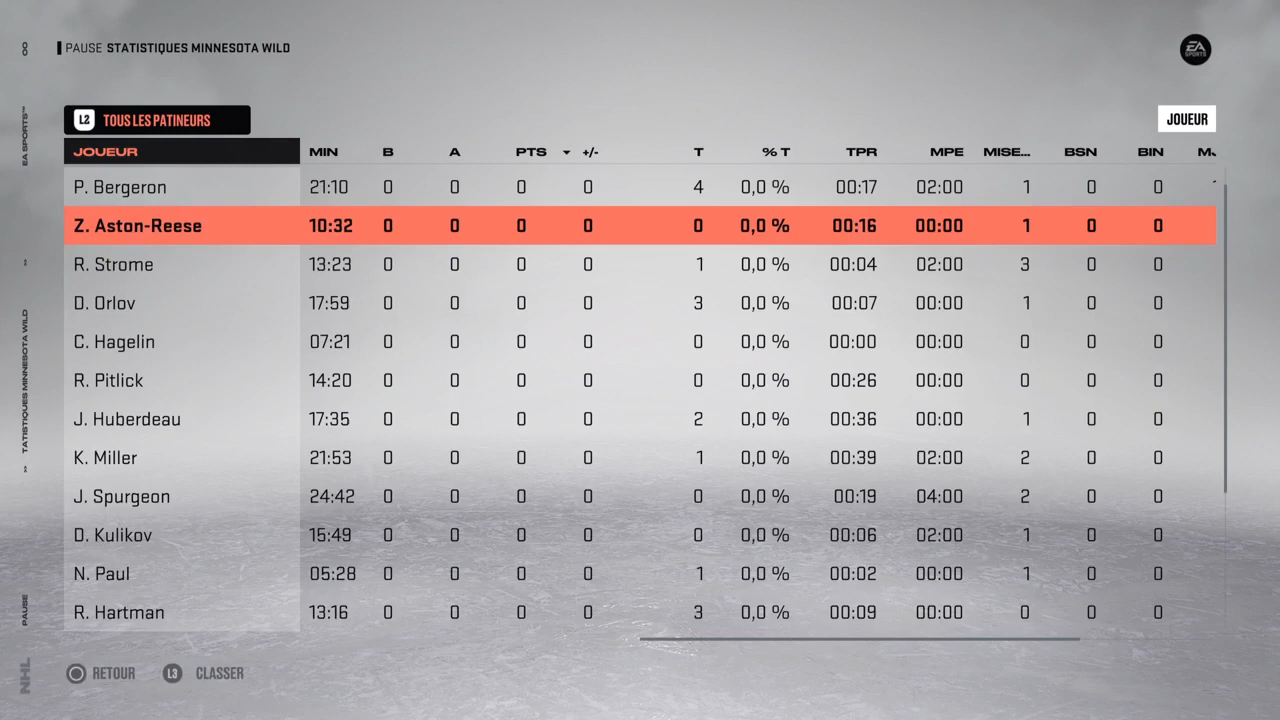 PAUSE STATISTIQUES MINNESOTA WILD
EA SPORTS
L2 TOUS LES PATINEURS
JOUEUR
JOUEUR MIN B A PTS +/- T % T TPR MPE MISE... BSN BIN
P. Bergeron 21:10 0 0 0 0 4 0,0 % 00:17 02:00 1 0 0
Z. Aston-Reese 10:32 0 0 0 0 0 0,0 % 00:16 00:00 1 0 0
R. Strome 13:23 0 0 0 0 1 0,0 % 00:04 02:00 3 0 0
D. Orlov 17:59 0 0 0 0 3 0,0 % 00:07 00:00 1 0 0
C. Hagelin 07:21 0 0 0 0 0 0,0 % 00:00 00:00 0 0 0
R. Pitlick 14:20 0 0 0 0 0 0,0 % 00:26 00:00 0 0 0
J. Huberdeau 17:35 0 0 0 0 2 0,0 % 00:36 00:00 1 0 0
K. Miller 21:53 0 0 0 0 1 0,0 % 00:39 02:00 2 0 0
J. Spurgeon 24:42 0 0 0 0 0 0,0 % 00:19 04:00 2 0 0
D. Kulikov 15:49 0 0 0 0 0 0,0 % 00:06 02:00 1 0 0
N. Paul 05:28 0 0 0 0 1 0,0 % 00:02 00:00 1 0 0
R. Hartman 13:16 0 0 0 0 3 0,0 % 00:09 00:00 0 0 0
RETOUR L3 CLASSER
NHL
PAUSE
» TATISTIQUES MINNESOTA WILD
EA SPORTS™